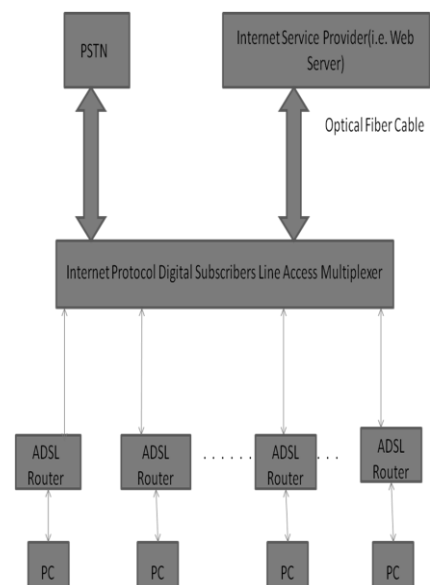 PSTN
Internet Service Provider(i.e. Web
Server)
Optical Fiber Cable
Internet Protocol Digital Subscribers Line Access Multiplexer
ADSL
Router
ADSL
Router
. . . . . .
ADSL
Router
. . .
ADSL
Router
PC
PC
PC
PC